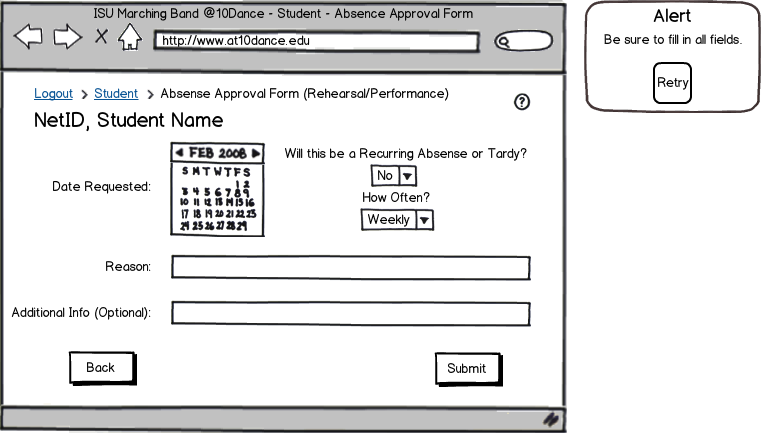 ISU Marching Band @10Dance - Student - Absence Approval Form
http://www.at10dance.edu
Logout > Student > Absense Approval Form (Rehearsal/Performance)
?
NetID, Student Name
Date Requested:
FEB 2008
S M T W T F S
1 2
3 4 5 6 7 8 9
10 11 12 13 14 15 16
17 18 19 20 21 22 23
24 25 26 27 28 29
Will this be a Recurring Absense or Tardy?
No
How Often?
Weekly
Reason:
Additional Info (Optional):
Back
Submit
Alert
Be sure to fill in all fields.
Retry